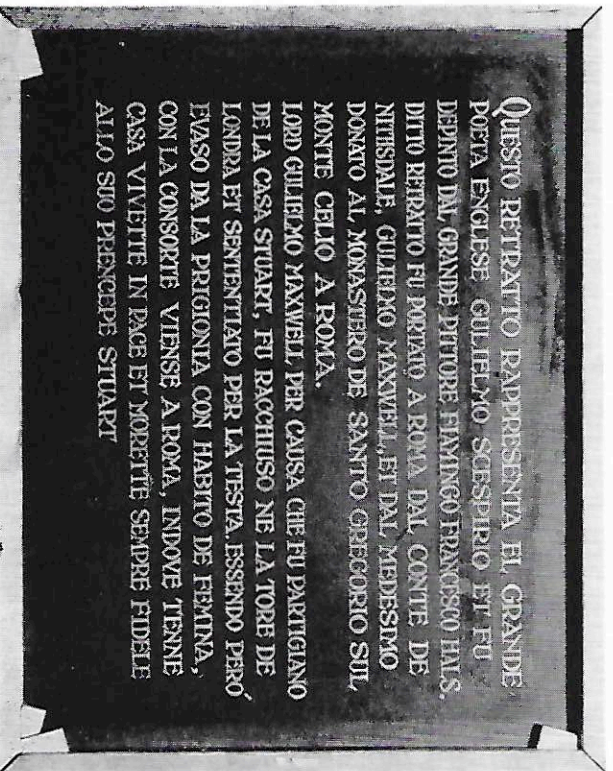 QUESTO RETRATTO RAPPRESENTA EL GRANDE
POETA ENGLESE GULIELMO SCESPIRIO ET FU
DEPINTO DAL GRANDE PITTORE FIAMINGO FRANCESCO HALS.
DITTO RETRATTO FU PORTATO A ROMA DAL CONTE DE
NITHSDALE, GULIELMO MAXWELL, ET DAL MEDESIMO
DONATO AL MONASTERO DE SANTO GREGORIO SUL
MONTE CELIO A ROMA.
LORD GULIELMO MAXWELL, PER CAUSA CHE FU PARTIGIANO
DE LA CASA STUART, FU RACCHIUSO NE LA TORE DE
LONDRA ET SENTENTIATO PER LA TESTA. ESSENDO PERÓ
EVASO DA LA PRIGIONIA CON HABITO DE FEMINA,
CON LA CONSORTE VIENSE A ROMA, INDOVE TENNE
CASA VIVETTE IN PACE ET MORETTE SEMPRE FIDELE
ALLO SUO PRENCEPE STUART